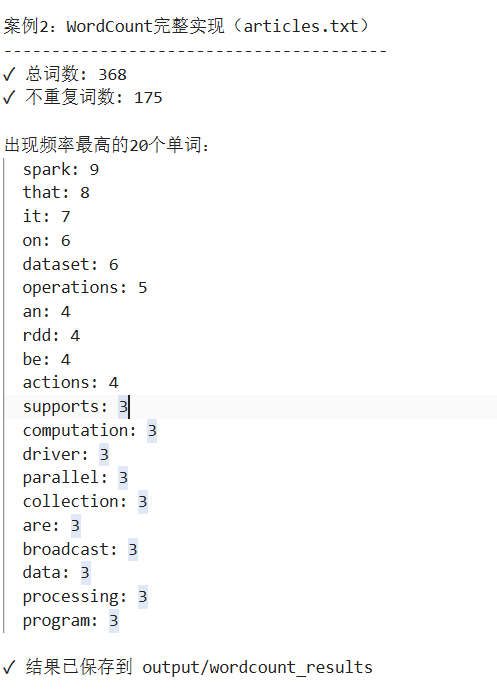 案例2：WordCount完整实现（articles.txt）
----------------------------------------
✓ 总词数: 368
✓ 不重复词数: 175
出现频率最高的20个单词:
spark: 9
that: 8
it: 7
on: 6
dataset: 6
operations: 5
an: 4
rdd: 4
be: 4
actions: 4
supports: 3
computation: 3
driver: 3
parallel: 3
collection: 3
are: 3
broadcast: 3
data: 3
processing: 3
program: 3
✓ 结果已保存到 output/wordcount_results